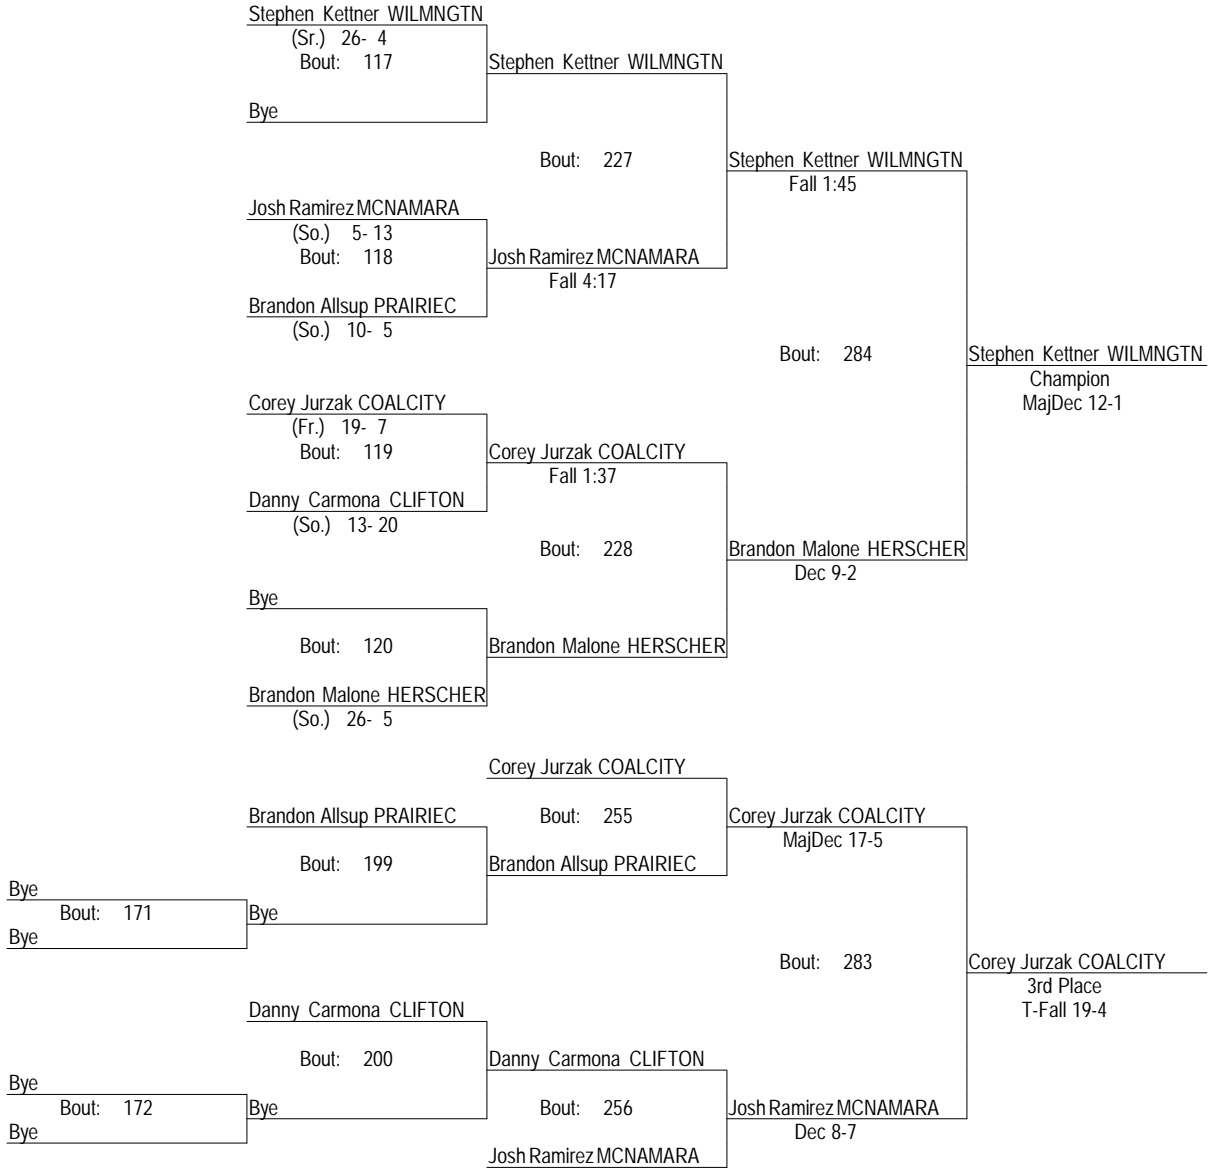 Stephen Kettner WILMNGTN
(Sr.) 26- 4
Bout: 117
Stephen Kettner WILMNGTN
Bye
Bout: 227
Stephen Kettner WILMNGTN
Fall 1:45
Josh Ramirez MCNAMARA
(So.) 5- 13
Bout: 118
Josh Ramirez MCNAMARA
Fall 4:17
Brandon Allsup PRAIRIEC
(So.) 10- 5
Bout: 284
Stephen Kettner WILMNGTN
Champion
MajDec 12-1
Corey Jurzak COALCITY
(Fr.) 19- 7
Bout: 119
Corey Jurzak COALCITY
Fall 1:37
Danny Carmona CLIFTON
(So.) 13- 20
Bout: 228
Brandon Malone HERSCHER
Dec 9-2
Bye
Bout: 120
Brandon Malone HERSCHER
Brandon Malone HERSCHER
(So.) 26- 5
Corey Jurzak COALCITY
Brandon Allsup PRAIRIEC
Bout: 255
Corey Jurzak COALCITY
MajDec 17-5
Bout: 199
Brandon Allsup PRAIRIEC
Bye
Bout: 171
Bye
Bye
Bout: 283
Corey Jurzak COALCITY
3rd Place
T-Fall 19-4
Danny Carmona CLIFTON
Bout: 200
Danny Carmona CLIFTON
Bye
Bout: 172
Bye
Bye
Bout: 256
Josh Ramirez MCNAMARA
Dec 8-7
Josh Ramirez MCNAMARA